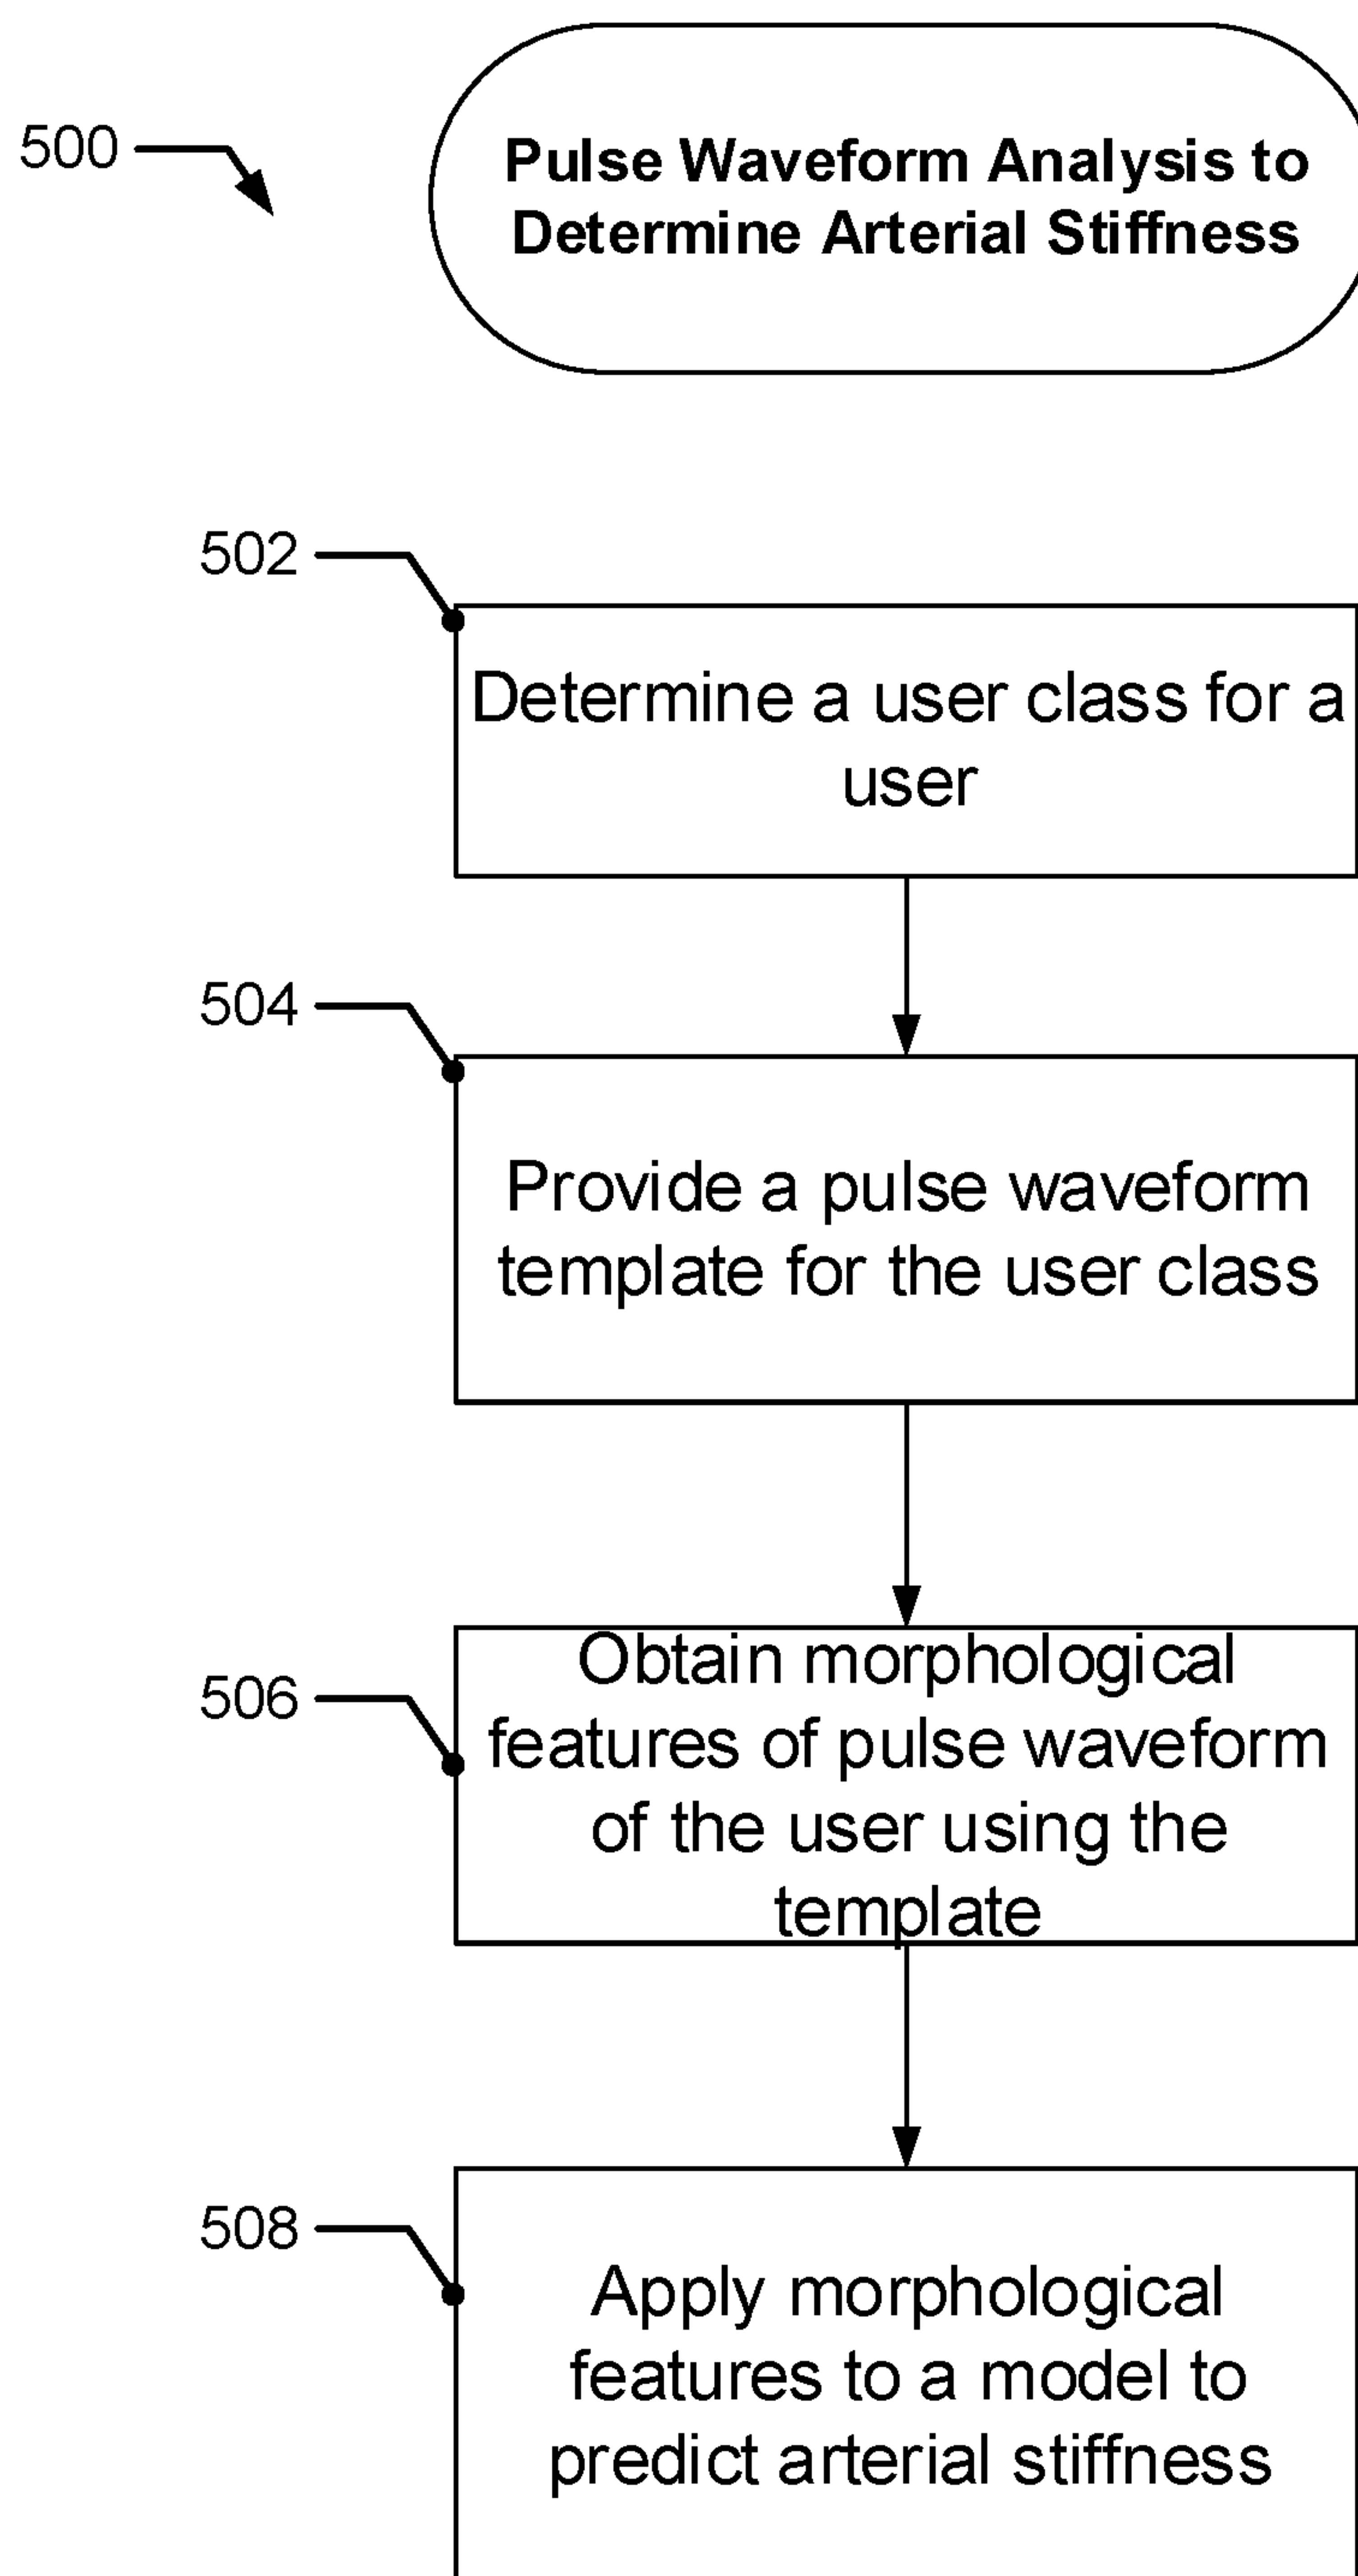 500
Pulse Waveform Analysis to
Determine Arterial Stiffness
502
Determine a user class for a
user
504
Provide a pulse waveform
template for the user class
506
Obtain morphological
features of pulse waveform
of the user using the
template
508
Apply morphological
features to a model to
predict arterial stiffness